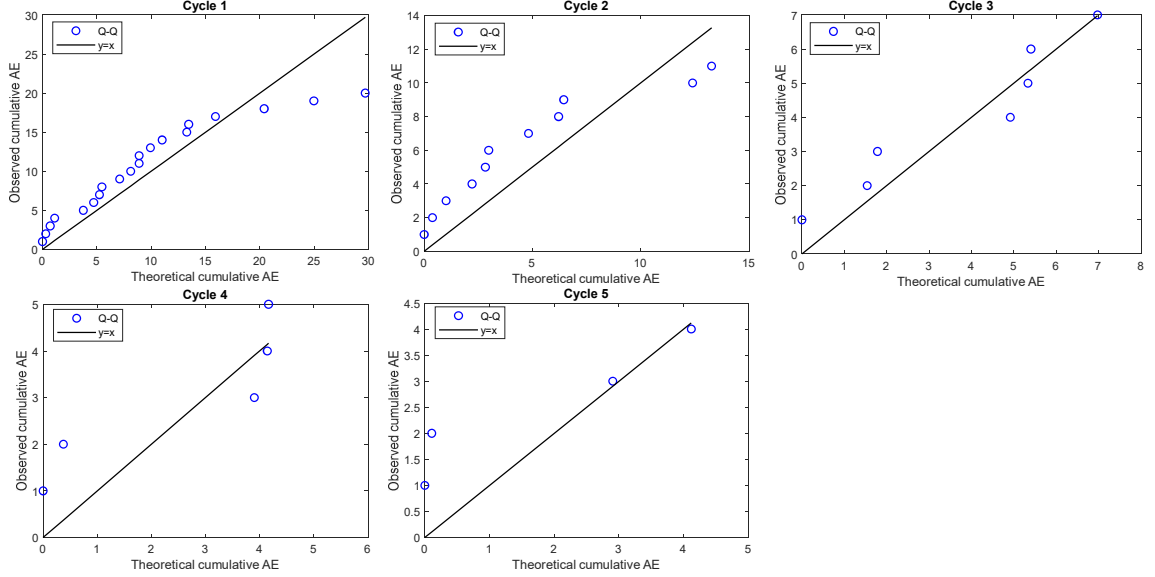 Cycle 1
Q-Q
y=x
30
25
20
15
10
5
0
Observed cumulative AE
0 5 10 15 20 25 30
Theoretical cumulative AE
Cycle 2
Q-Q
y=x
14
12
10
8
6
4
2
0
Observed cumulative AE
0 5 10 15
Theoretical cumulative AE
Cycle 3
Q-Q
y=x
7
6
5
4
3
2
1
0
Observed cumulative AE
0 1 2 3 4 5 6 7 8
Theoretical cumulative AE
Cycle 4
Q-Q
y=x
5
4
3
2
1
0
Observed cumulative AE
0 1 2 3 4 5 6
Theoretical cumulative AE
Cycle 5
Q-Q
y=x
4.5
4
3.5
3
2.5
2
1.5
1
0.5
0
Observed cumulative AE
0 1 2 3 4 5
Theoretical cumulative AE